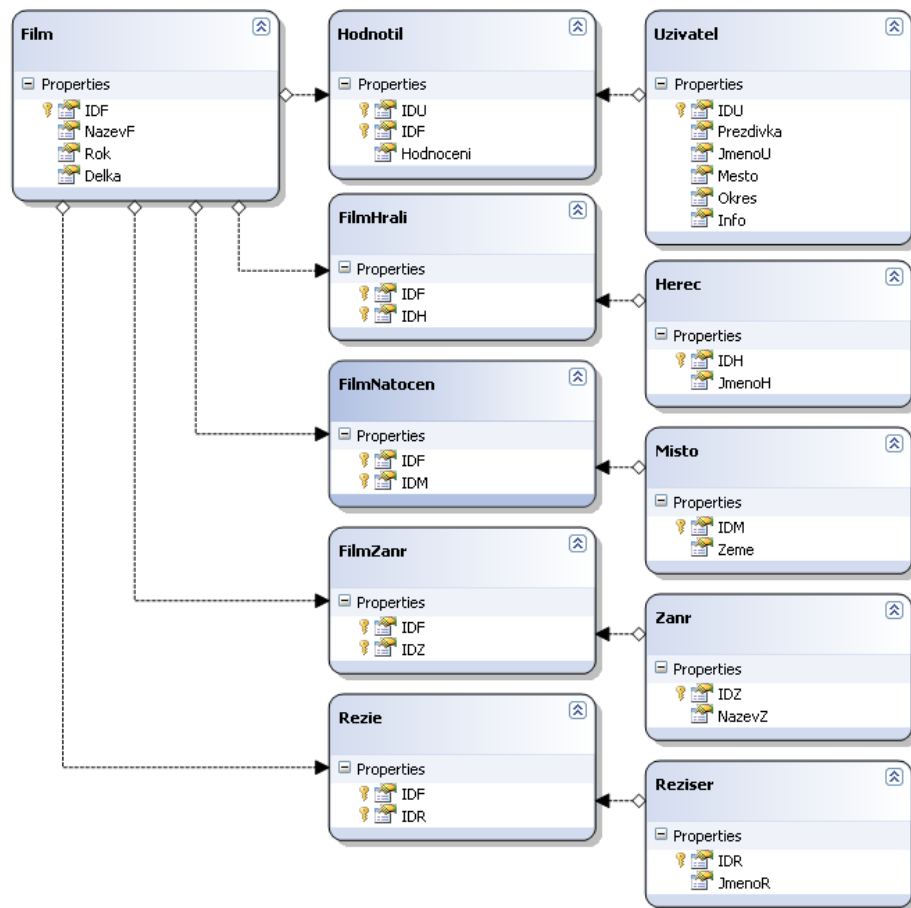 Film
Properties
IDF
NazevF
Rok
Delka
Hodnotil
Properties
IDU
IDF
Hodnoceni
Uzivatel
Properties
IDU
Prezdivka
JmenoU
Mesto
Okres
Info
FilmHrali
Properties
IDF
IDH
Herec
Properties
IDH
JmenoH
FilmNatocen
Properties
IDF
IDM
Misto
Properties
IDM
Zeme
FilmZanr
Properties
IDF
IDZ
Zanr
Properties
IDZ
NazevZ
Rezie
Properties
IDF
IDR
Reziser
Properties
IDR
JmenoR